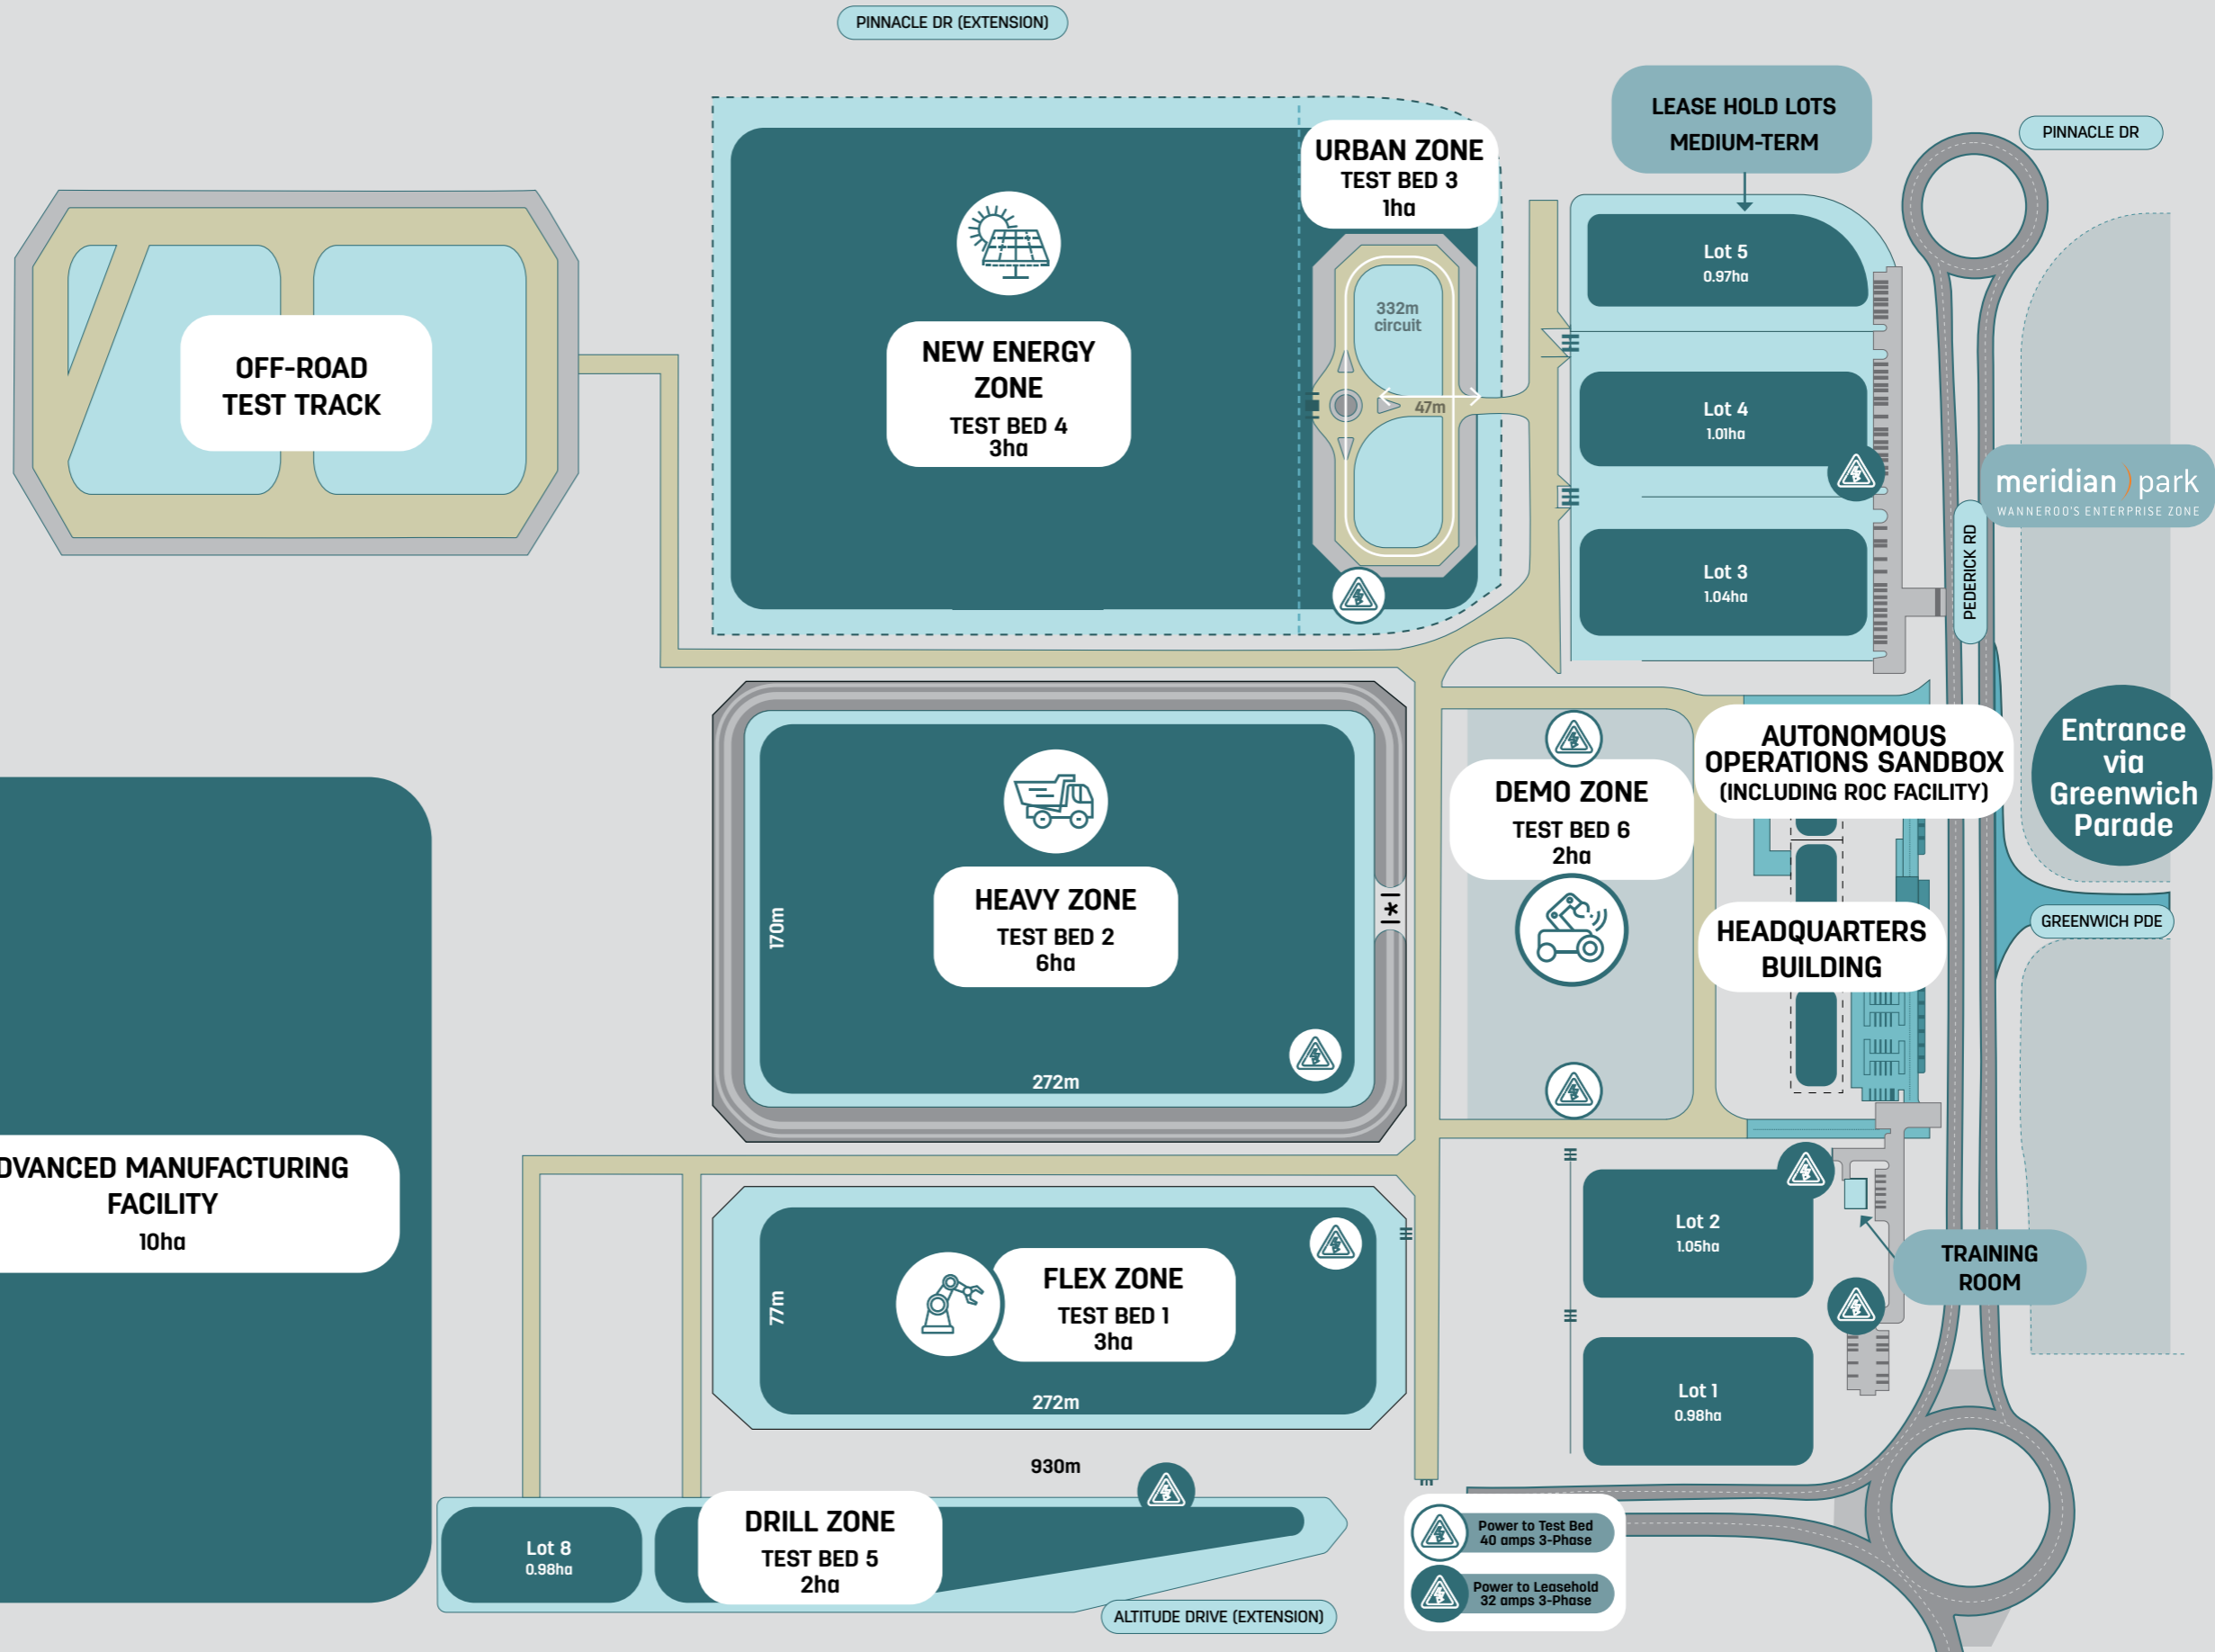 PINNACLE DR (EXTENSION)
LEASE HOLD LOTS
MEDIUM-TERM
PINNACLE DR
URBAN ZONE
TEST BED 3
1ha
332m
circuit
47m
NEW ENERGY
ZONE
TEST BED 4
3ha
OFF-ROAD
TEST TRACK
Lot 5
0.97ha
Lot 4
1.01ha
Lot 3
1.04ha
meridian park
WANNEROO'S ENTERPRISE ZONE
PEDERICK RD
AUTONOMOUS
OPERATIONS SANDBOX
(INCLUDING ROC FACILITY)
Entrance
via
Greenwich
Parade
DEMO ZONE
TEST BED 6
2ha
HEAVY ZONE
TEST BED 2
6ha
170m
272m
HEADQUARTERS
BUILDING
GREENWICH PDE
DVANCED MANUFACTURING
FACILITY
10ha
FLEX ZONE
TEST BED 1
3ha
77m
272m
Lot 2
1.05ha
TRAINING
ROOM
Lot 1
0.98ha
930m
DRILL ZONE
TEST BED 5
2ha
Lot 8
0.98ha
ALTITUDE DRIVE (EXTENSION)
Power to Test Bed
40 amps 3-Phase
Power to Leasehold
32 amps 3-Phase